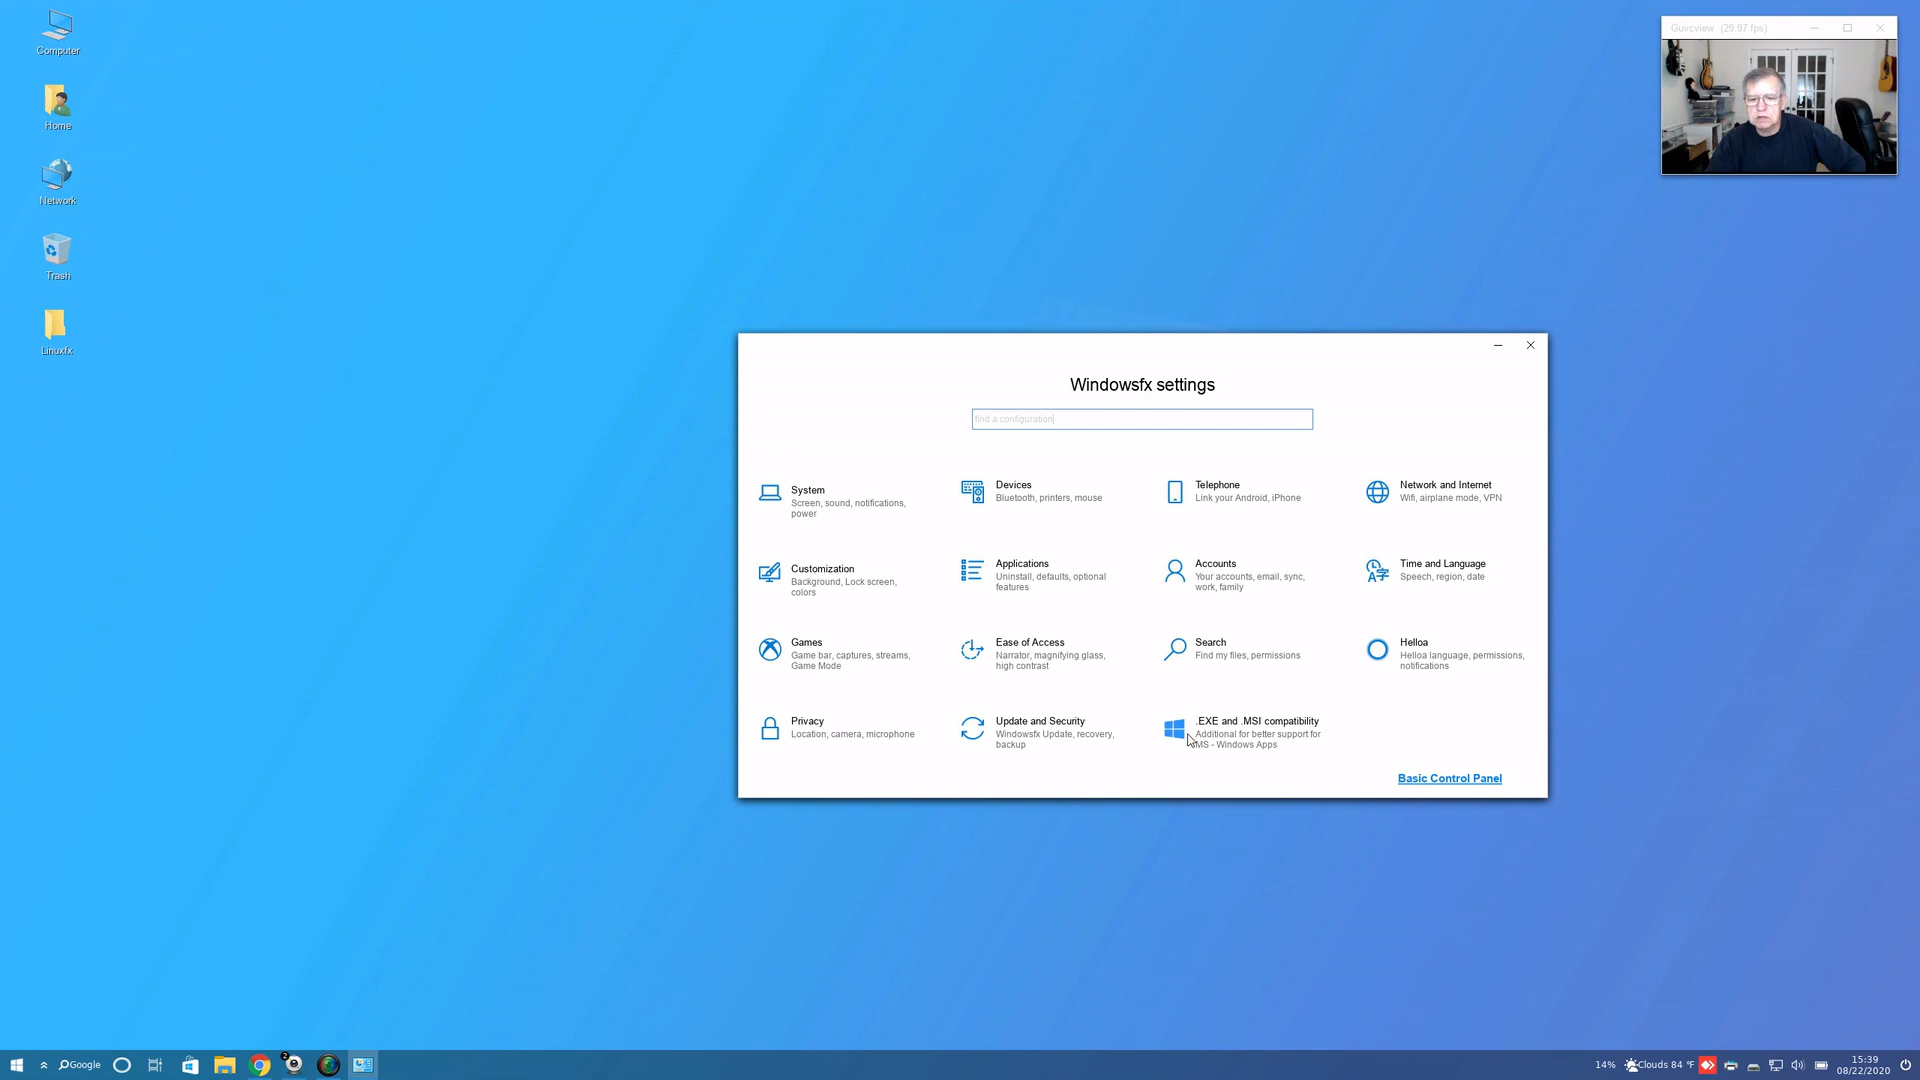 Computer
Home
Network
Trash
Linuxfx
Guvcview (29.97 fps)
Windowsfx settings
find a configuration
System
Screen, sound, notifications,
power
Devices
Bluetooth, printers, mouse
Telephone
Link your Android, iPhone
Network and Internet
Wifi, airplane mode, VPN
Customization
Background, Lock screen,
colors
Applications
Uninstall, defaults, optional
features
Accounts
Your accounts, email, sync,
work, family
Time and Language
Speech, region, date
Games
Game bar, captures, streams,
Game Mode
Ease of Access
Narrator, magnifying glass,
high contrast
Search
Find my files, permissions
Helloa
Helloa language, permissions,
notifications
Privacy
Location, camera, microphone
Update and Security
Windowsfx Update, recovery,
backup
.EXE and .MSI compatibility
Additional for better support for
MS - Windows Apps
Basic Control Panel
Google
2
14%
Clouds 84 °F
15:39
08/22/2020